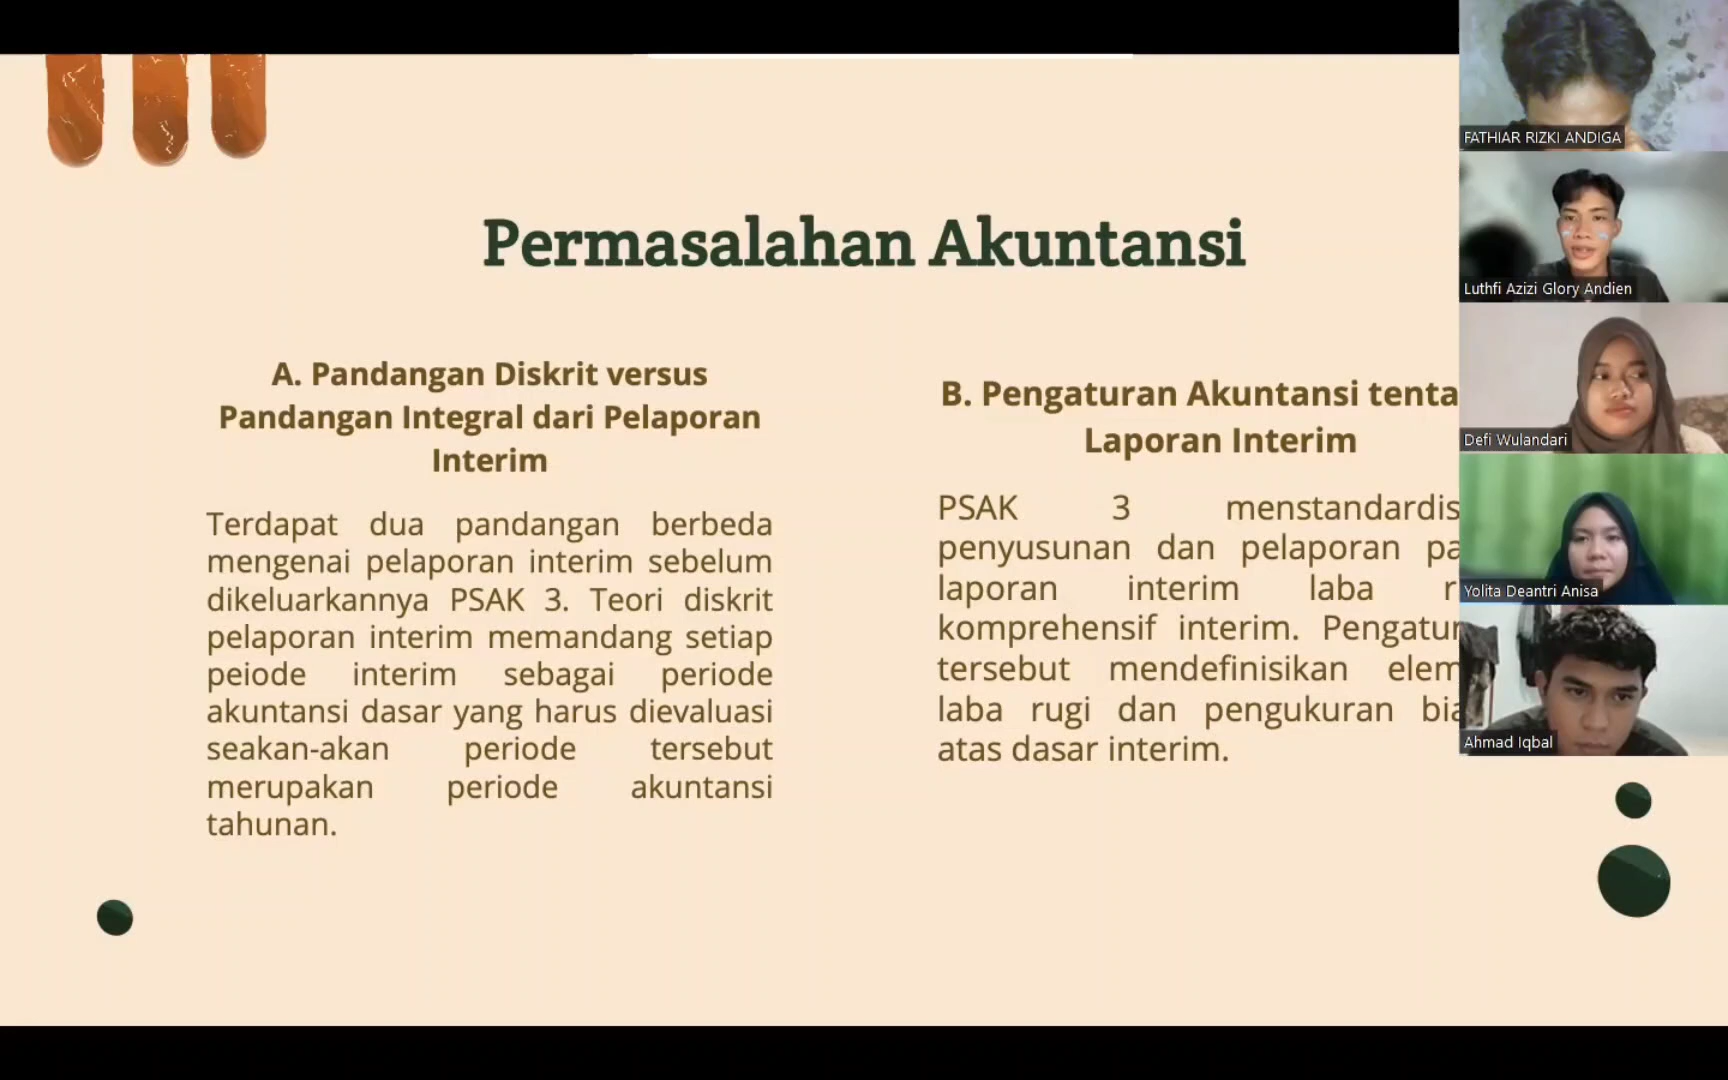 Permasalahan Akuntansi
A. Pandangan Diskrit versus
Pandangan Integral dari Pelaporan
Interim
Terdapat dua pandangan berbeda
mengenai pelaporan interim sebelum
dikeluarkannya PSAK 3. Teori diskrit
pelaporan interim memandang setiap
peiode interim sebagai periode
akuntansi dasar yang harus dievaluasi
seakan-akan periode tersebut
merupakan periode akuntansi
tahunan.
B. Pengaturan Akuntansi tenta
Laporan Interim
PSAK 3 menstandardis
penyusunan dan pelaporan pa
laporan interim laba r
komprehensif interim. Pengatur
tersebut mendefinisikan elem
laba rugi dan pengukuran bia
atas dasar interim.
FATHIAR RIZKI ANDIGA
Luthfi Azizi Glory Andien
Defi Wulandari
Yolita Deantri Anisa
Ahmad Iqbal